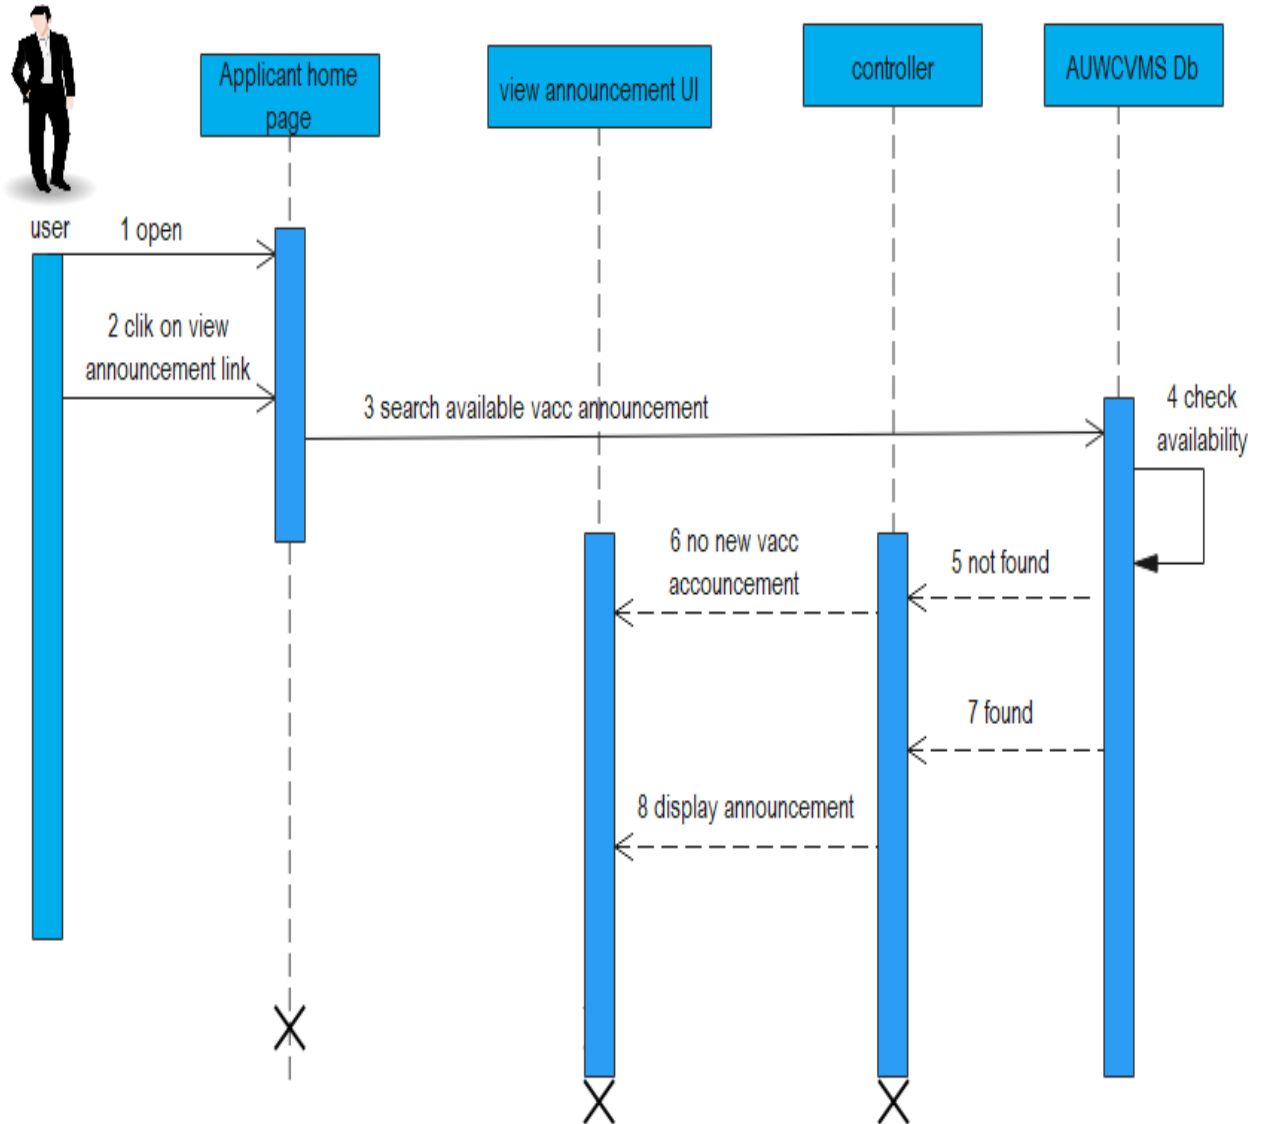 Applicant home
page
view announcement UI
controller
AUWCVMS Db
user
1 open
2 clik on view
announcement link
3 search available vacc announcement
4 check
availability
5 not found
6 no new vacc
accouncement
7 found
8 display announcement